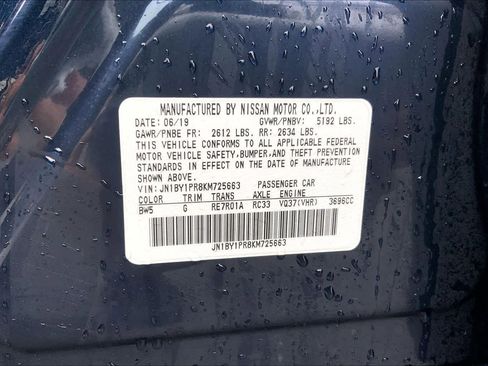 MANUFACTURED BY NISSAN MOTOR CO.,LTD.
DATE: 06/19 GVWR/PNBV: 5192 LBS.
GAWR/PNBE FR: 2612 LBS. RR: 2634 LBS.
THIS VEHICLE CONFORMS TO ALL APPLICABLE FEDERAL
MOTOR VEHICLE SAFETY,BUMPER,AND THEFT PREVENTION
STANDARDS IN EFFECT ON THE DATE OF MANUFACTURE
SHOWN ABOVE.
VIN: JN1BY1PR8KM725663 PASSENGER CAR
COLOR TRIM TRANS AXLE ENGINE
BW5 G RE7R01A RC33 VQ37(VHR) 3696CC
JN1BY1PR8KM725663